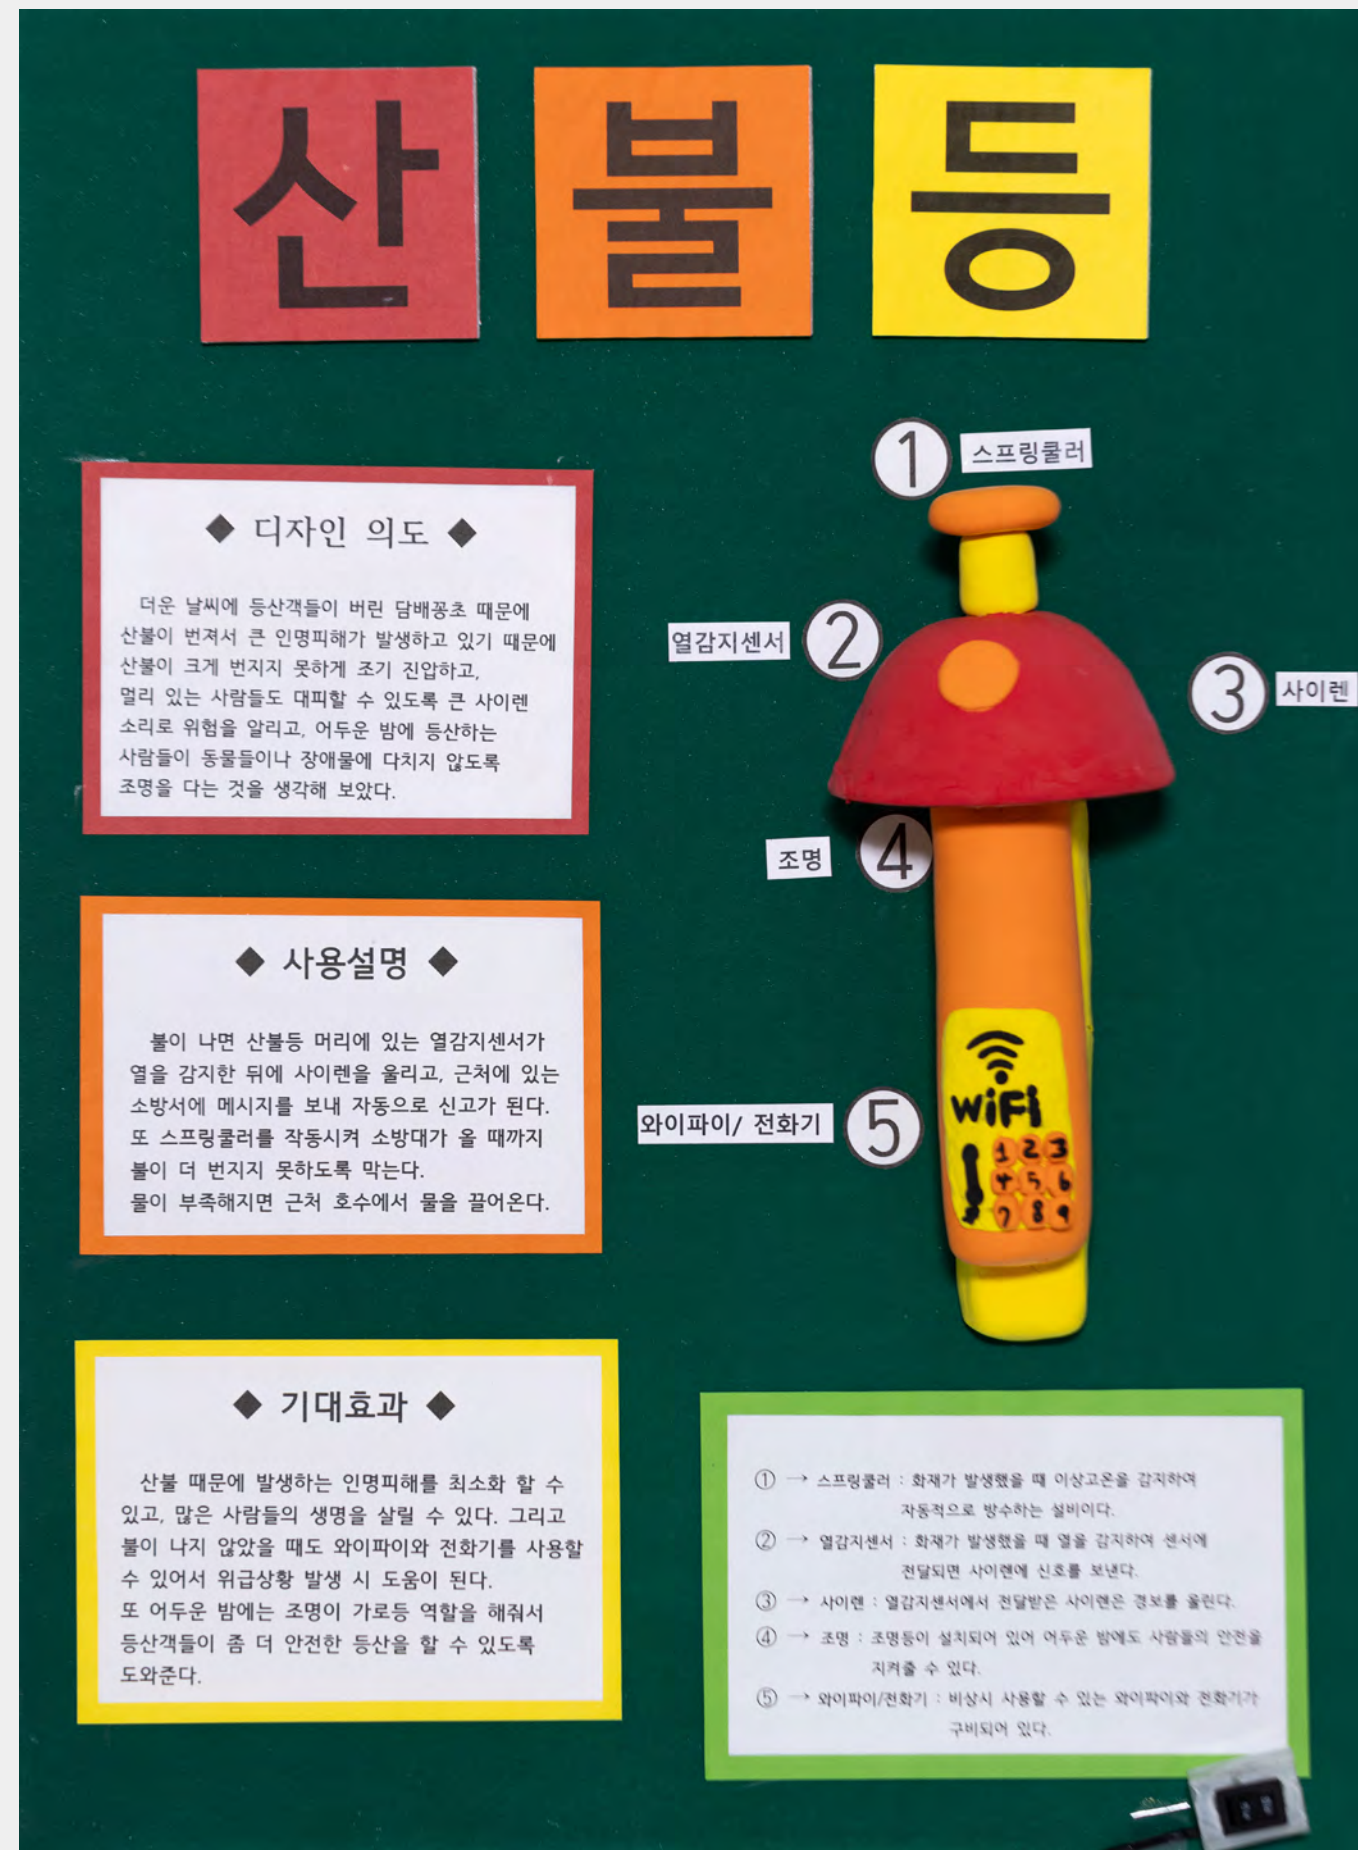 산불등
① 스프링쿨러
◆ 디자인 의도 ◆
더운 날씨에 등산객들이 버린 담배꽁초 때문에
산불이 번져서 큰 인명피해가 발생하고 있기 때문에
산불이 크게 번지지 못하게 조기 진압하고,
멀리 있는 사람들도 대피할 수 있도록 큰 사이렌
소리로 위험을 알리고, 어두운 밤에 등산하는
사람들이 동물들이나 장애물에 다치지 않도록
조명을 다는 것을 생각해 보았다.
열감지센서 ②
③ 사이렌
조명 ④
◆ 사용설명 ◆
불이 나면 산불등 머리에 있는 열감지센서가
열을 감지한 뒤에 사이렌을 울리고, 근처에 있는
소방서에 메시지를 보내 자동으로 신고가 된다.
또 스프링쿨러를 작동시켜 소방대가 올 때까지
불이 더 번지지 못하도록 막는다.
물이 부족해지면 근처 호수에서 물을 끌어온다.
와이파이/ 전화기 ⑤
WiFi
1 2 3
4 5 6
7 8 9
◆ 기대효과 ◆
산불 때문에 발생하는 인명피해를 최소화 할 수
있고, 많은 사람들의 생명을 살릴 수 있다. 그리고
불이 나지 않았을 때도 와이파이와 전화기를 사용할
수 있어서 위급상황 발생 시 도움이 된다.
또 어두운 밤에는 조명이 가로등 역할을 해줘서
등산객들이 좀 더 안전한 등산을 할 수 있도록
도와준다.
① → 스프링쿨러 : 화재가 발생했을 때 이상고온을 감지하여
자동적으로 방수하는 설비이다.
② → 열감지센서 : 화재가 발생했을 때 열을 감지하여 센서에
전달되면 사이렌에 신호를 보낸다.
③ → 사이렌 : 열감지센서에서 전달받은 사이렌은 경보를 울린다.
④ → 조명 : 조명등이 설치되어 있어 어두운 밤에도 사람들의 안전을
지켜줄 수 있다.
⑤ → 와이파이/전화기 : 비상시 사용할 수 있는 와이파이와 전화기가
구비되어 있다.